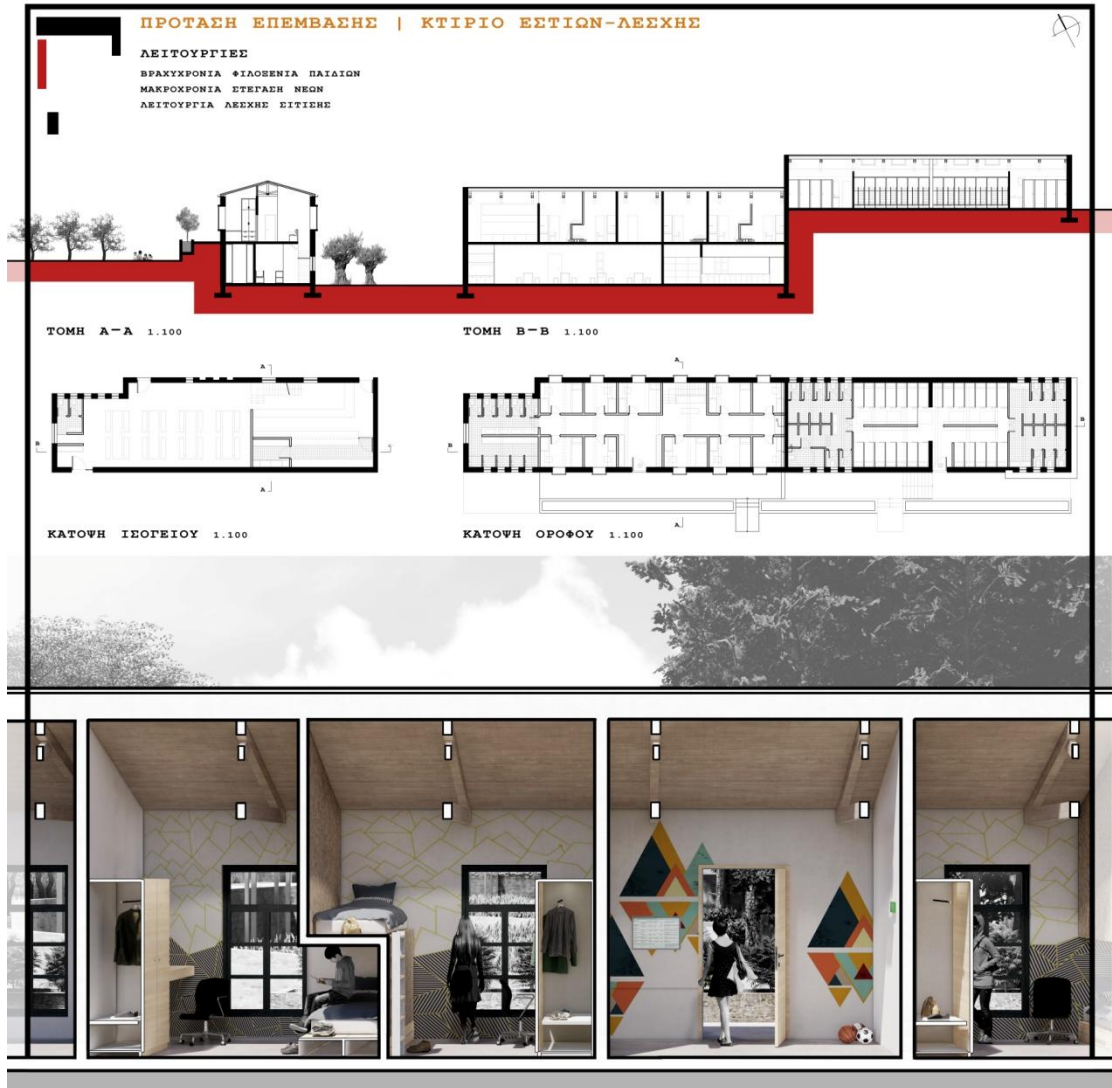 ΠΡΟΤΑΣΗ ΕΠΕΜΒΑΣΗΣ | ΚΤΙΡΙΟ ΕΣΤΙΩΝ-ΛΕΣΧΗΣ
ΛΕΙΤΟΥΡΓΙΕΣ
ΒΡΑΧΥΧΡΟΝΙΑ ΦΙΛΟΞΕΝΙΑ ΠΑΙΔΙΩΝ
ΜΑΚΡΟΧΡΟΝΙΑ ΣΤΕΓΑΣΗ ΝΕΩΝ
ΛΕΙΤΟΥΡΓΙΑ ΛΕΣΧΗΣ ΣΙΤΙΣΗΣ
ΤΟΜΗ Α-Α 1.100
ΤΟΜΗ Β-Β 1.100
Α
Β
Α
Α
Β
Β
Α
ΚΑΤΟΨΗ ΙΣΟΓΕΙΟΥ 1.100
ΚΑΤΟΨΗ ΟΡΟΦΟΥ 1.100